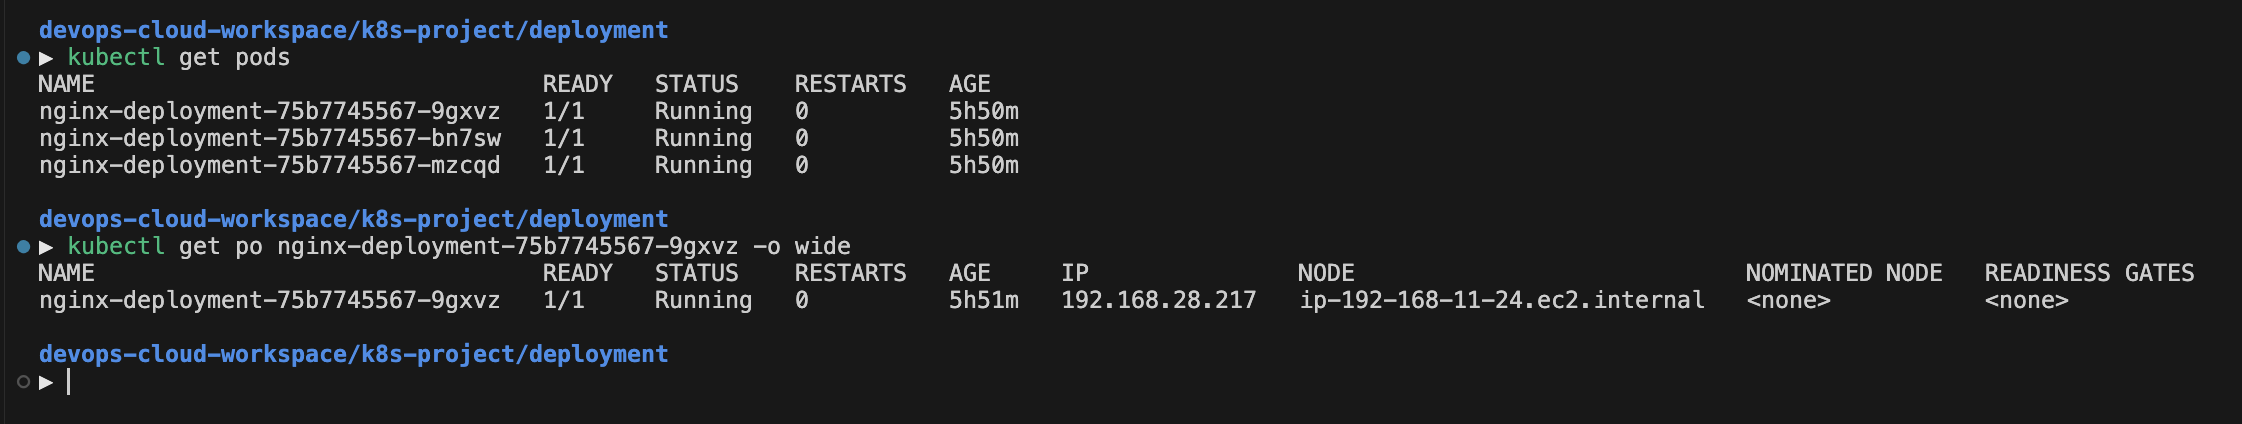 devops-cloud-workspace/k8s-project/deployment
▶ kubectl get pods
NAME                                READY   STATUS    RESTARTS   AGE
nginx-deployment-75b7745567-9gxvz   1/1     Running   0          5h50m
nginx-deployment-75b7745567-bn7sw   1/1     Running   0          5h50m
nginx-deployment-75b7745567-mzcqd   1/1     Running   0          5h50m
devops-cloud-workspace/k8s-project/deployment
▶ kubectl get po nginx-deployment-75b7745567-9gxvz -o wide
NAME                                READY   STATUS    RESTARTS   AGE     IP               NODE                            NOMINATED NODE   READINESS GATES
nginx-deployment-75b7745567-9gxvz   1/1     Running   0          5h51m   192.168.28.217   ip-192-168-11-24.ec2.internal   <none>           <none>
devops-cloud-workspace/k8s-project/deployment
▶